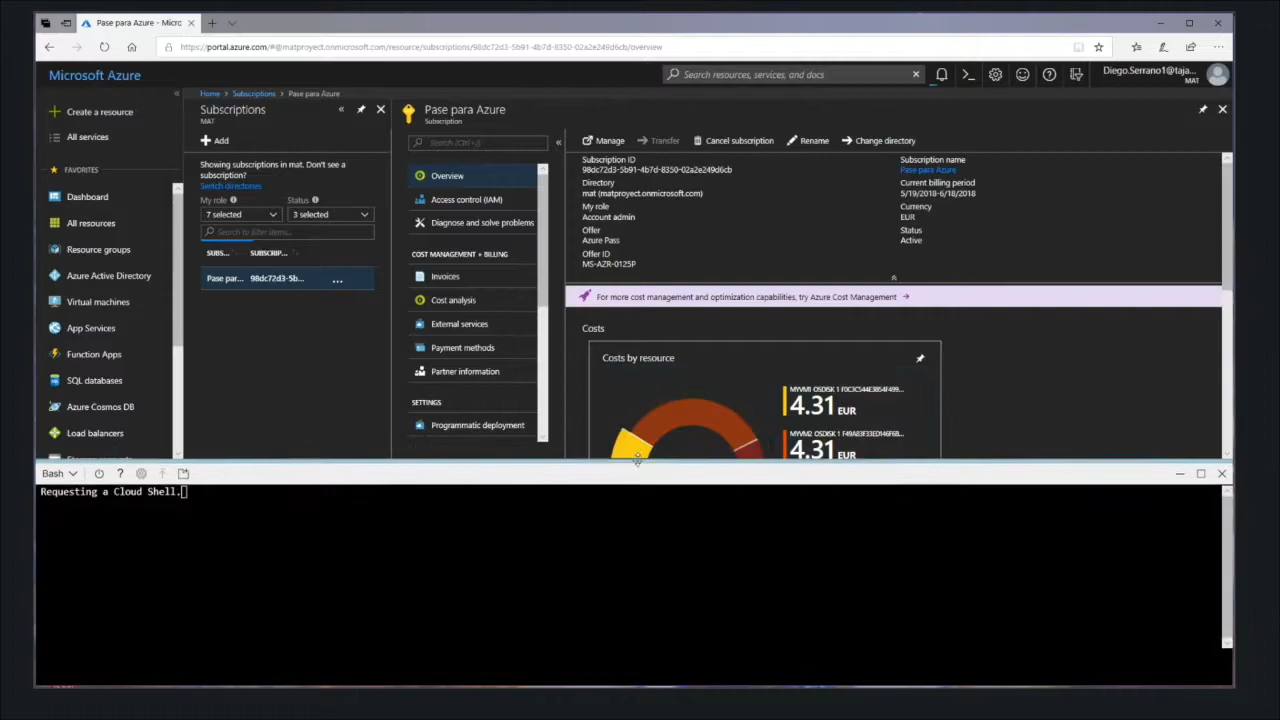 Pase para Azure - Micro
https://portal.azure.com/#@matproyect.onmicrosoft.com/resource/subscriptions/98dc72d3-5b91-4b7d-8350-02a2e249d6cb/overview
Microsoft Azure
Search resources, services, and docs
Diego.Serrano1@taja...
MAT
Create a resource
All services
FAVORITES
Dashboard
All resources
Resource groups
Azure Active Directory
Virtual machines
App Services
Function Apps
SQL databases
Azure Cosmos DB
Load balancers
Home > Subscriptions > Pase para Azure
Subscriptions
MAT
Add
Showing subscriptions in mat. Don't see a
subscription?
Switch directories
My role
Status
7 selected
3 selected
Search to filter items...
SUBS...
SUBSCRIP...
Pase par...
98dc72d3-5b...
...
Pase para Azure
Subscription
Search (Ctrl+/)
Overview
Access control (IAM)
Diagnose and solve problems
COST MANAGEMENT + BILLING
Invoices
Cost analysis
External services
Payment methods
Partner information
SETTINGS
Programmatic deployment
Manage
Transfer
Cancel subscription
Rename
Change directory
Subscription ID
98dc72d3-5b91-4b7d-8350-02a2e249d6cb
Directory
mat (matproyect.onmicrosoft.com)
My role
Account admin
Offer
Azure Pass
Offer ID
MS-AZR-0125P
Subscription name
Pase para Azure
Current billing period
5/19/2018-6/18/2018
Currency
EUR
Status
Active
For more cost management and optimization capabilities, try Azure Cost Management
Costs
Costs by resource
4.31 EUR
4.31 EUR
Bash
Requesting a Cloud Shell.